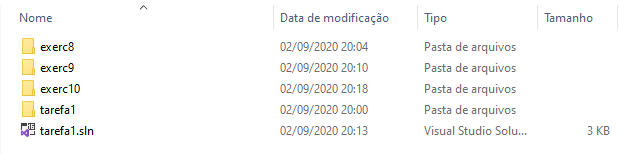 Nome Data de modificação Tipo Tamanho
exerc8 02/09/2020 20:04 Pasta de arquivos
exerc9 02/09/2020 20:10 Pasta de arquivos
exerc10 02/09/2020 20:18 Pasta de arquivos
tarefa1 02/09/2020 20:00 Pasta de arquivos
tarefa1.sln 02/09/2020 20:13 Visual Studio Solu... 3 KB